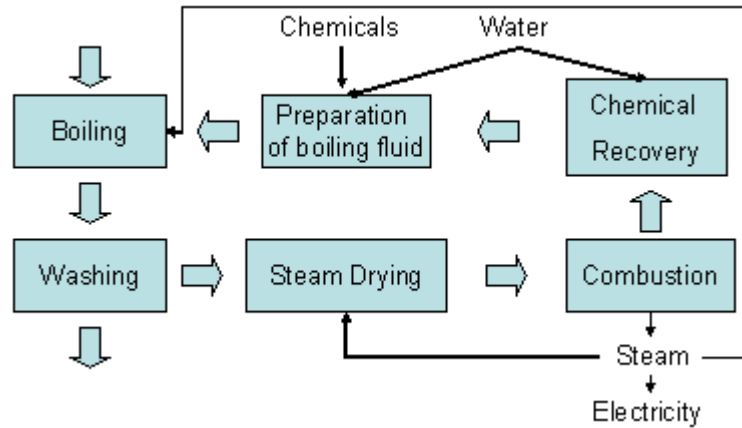 Chemicals
Water
Boiling
Preparation
of boiling fluid
Chemical
Recovery
Washing
Steam Drying
Combustion
Steam
Electricity